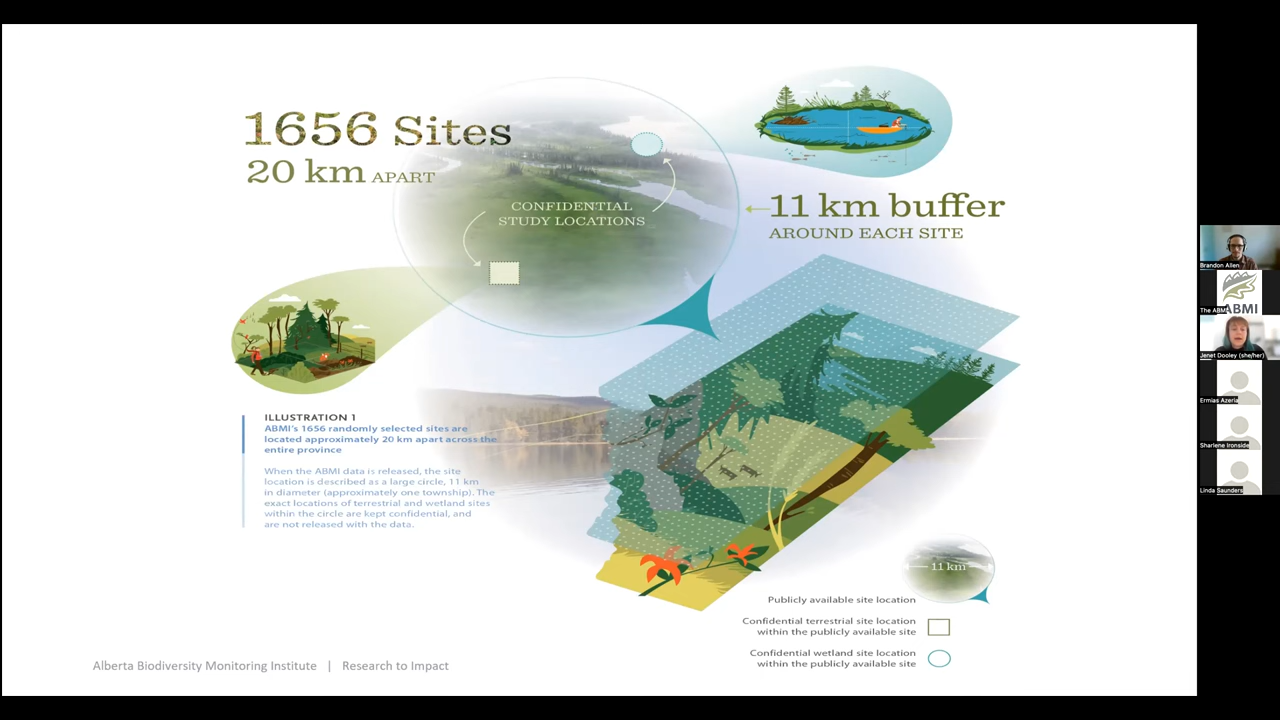 1656 Sites
20 km APART
CONFIDENTIAL
STUDY LOCATIONS
11 km buffer
AROUND EACH SITE
ILLUSTRATION 1
ABMI's 1656 randomly selected sites are
located approximately 20 km apart across the
entire province
When the ABMI data is released, the site
location is described as a large circle, 11 km
in diameter (approximately one township). The
exact locations of terrestrial and wetland sites
within the circle are kept confidential, and
are not released with the data.
11 km
Publicly available site location
Confidential terrestrial site location
within the publicly available site
Confidential wetland site location
within the publicly available site
Alberta Biodiversity Monitoring Institute | Research to Impact
Brandon Allen
ABMI
The ABMI
Jenet Dooley (she/her)
Ermias Azeria
Sharlene Ironside
Linda Saunders